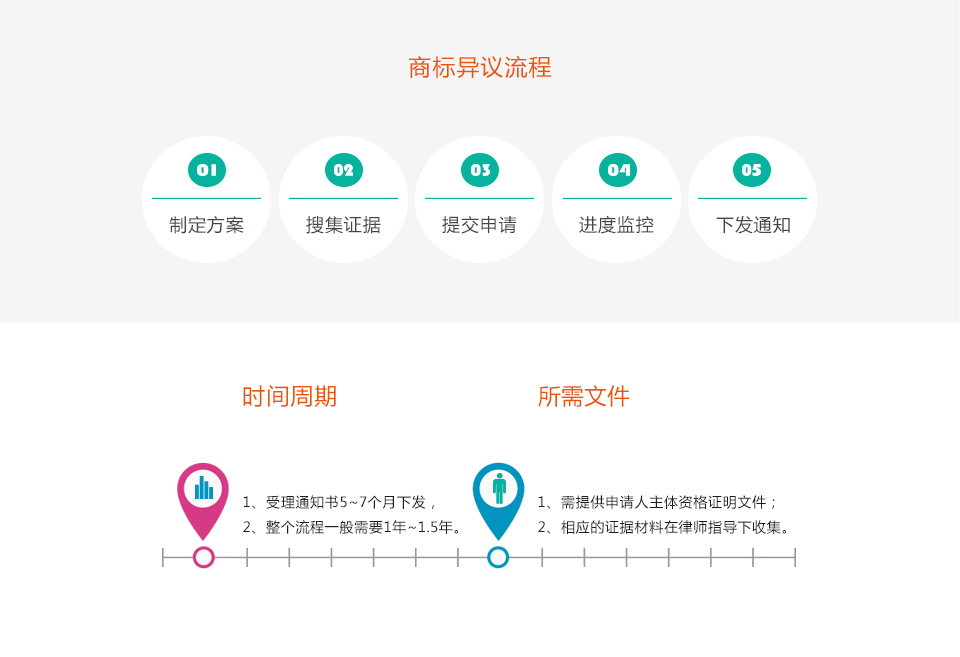 商标异议流程
01 02 03 04 05
制定方案 搜集证据 提交申请 进度监控 下发通知
时间周期
1、受理通知书5~7个月下发，
2、整个流程一般需要1年~1.5年。
所需文件
1、需提供申请人主体资格证明文件；
2、相应的证据材料在律师指导下收集。